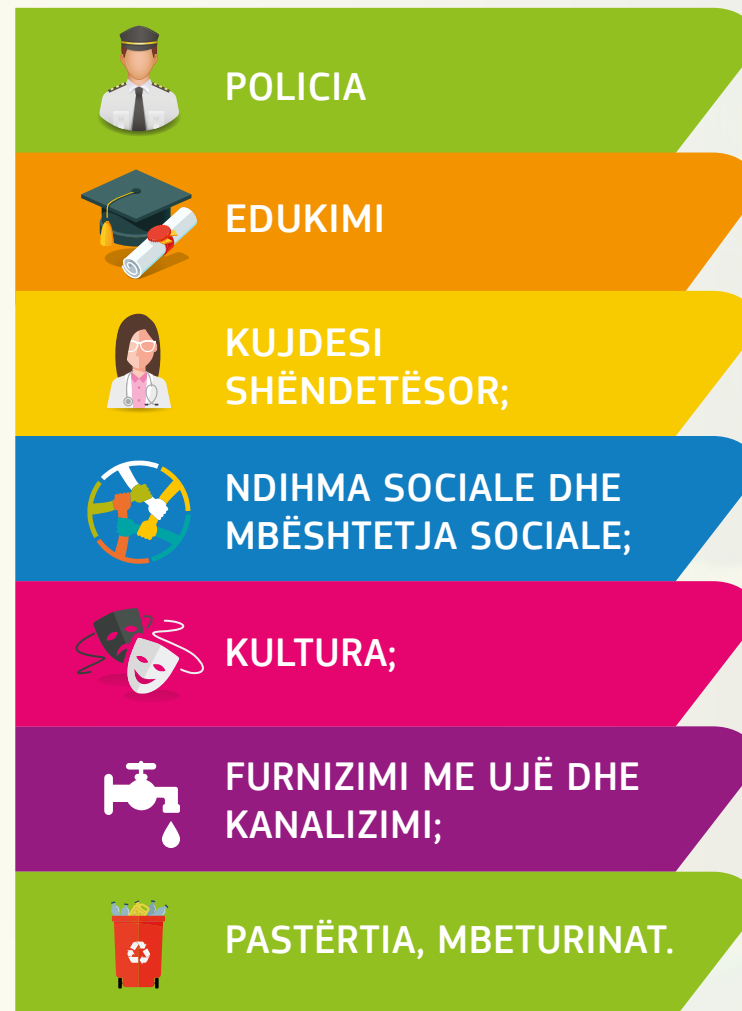 POLICIA
EDUKIMI
KUJDESI
SHËNDETËSOR;
NDIHMA SOCIALE DHE
MBËSHTETJA SOCIALE;
KULTURA;
FURNIZIMI ME UJË DHE
KANALIZIMI;
PASTËRTIA, MBETURINAT.